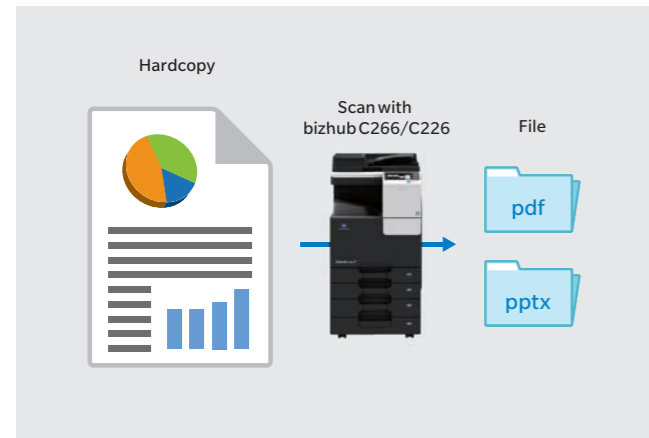 Hardcopy
Scan with
bizhub C266/C226
File
pdf
pptx